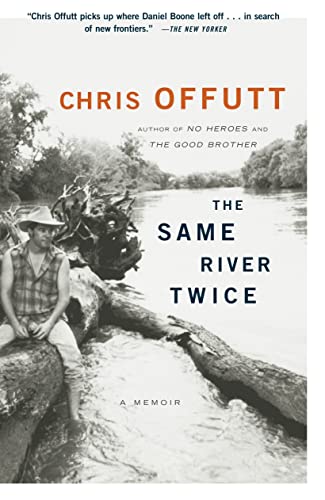 “Chris Offutt picks up where Daniel Boone left off . . . in search
of new frontiers.” —THE NEW YORKER
CHRIS OFFUTT
AUTHOR OF NO HEROES AND
THE GOOD BROTHER
THE
SAME
RIVER
TWICE
A MEMOIR